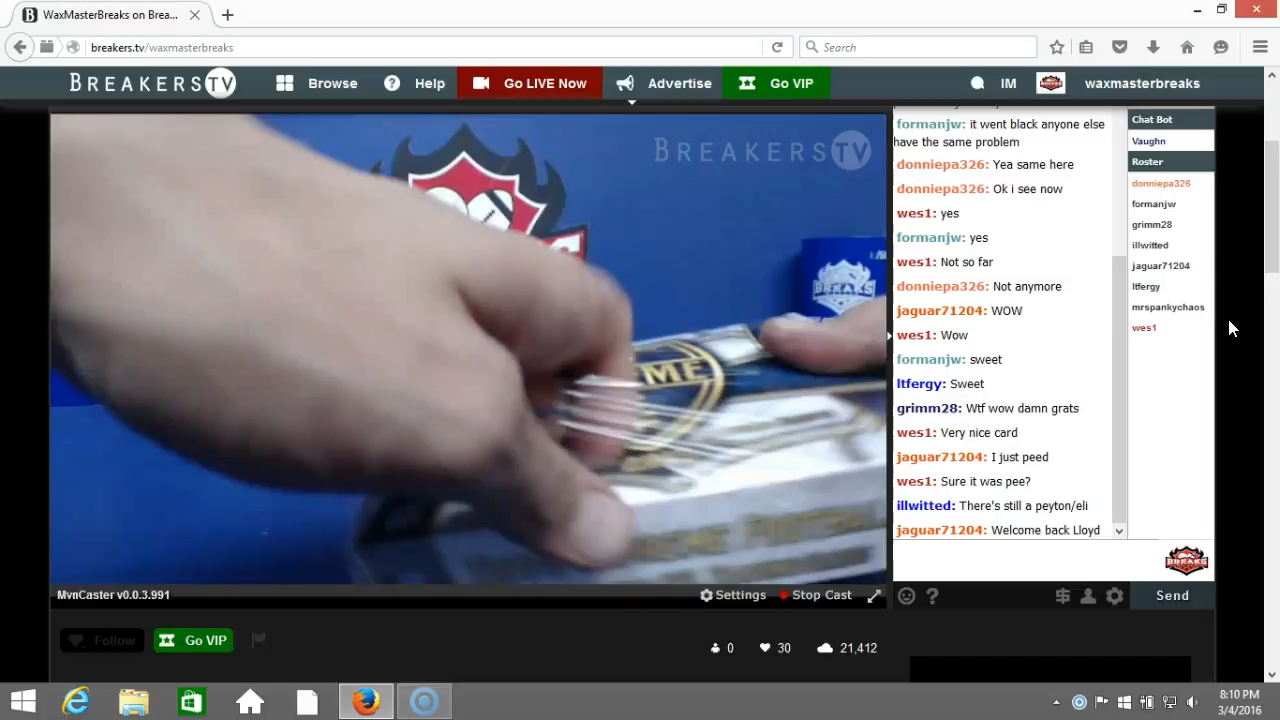 WaxMasterBreaks on Brea...
breakers.tv/waxmasterbreaks
Search
BREAKERS TV
Browse
Help
Go LIVE Now
Advertise
Go VIP
IM
waxmasterbreaks
BREAKERS TV
BREAKS
ME
formanjw: it went black anyone else
have the same problem
donniepa326: Yea same here
donniepa326: Ok i see now
wes1: yes
formanjw: yes
wes1: Not so far
donniepa326: Not anymore
jaguar71204: WOW
wes1: Wow
formanjw: sweet
ltfergy: Sweet
grimm28: Wtf wow damn grats
wes1: Very nice card
jaguar71204: I just peed
wes1: Sure it was pee?
illwitted: There's still a peyton/eli
jaguar71204: Welcome back Lloyd
Chat Bot
Vaughn
Roster
donniepa326
formanjw
grimm28
illwitted
jaguar71204
ltfergy
mrspankychaos
wes1
BREAKS
Send
MvnCaster v0.0.3.991
Settings
Stop Cast
Follow
Go VIP
0
30
21,412
8:10 PM
3/4/2016